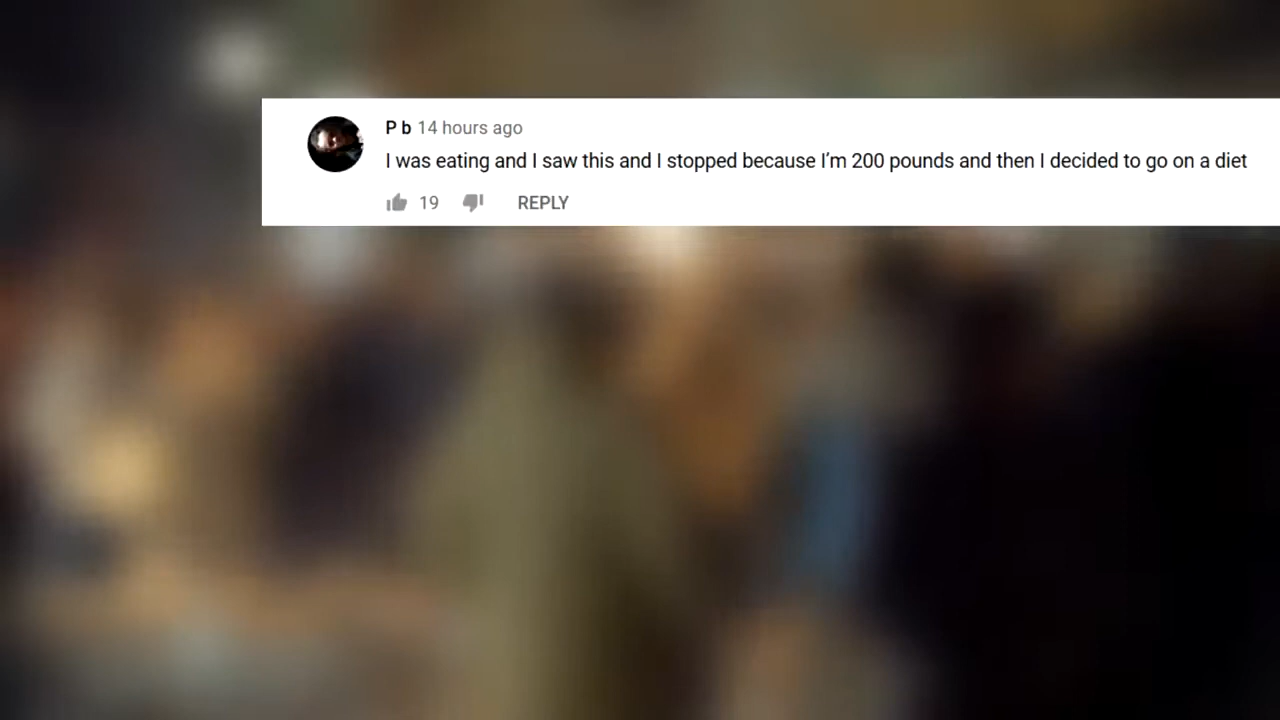 P b 14 hours ago
I was eating and I saw this and I stopped because I'm 200 pounds and then I decided to go on a diet
19 REPLY